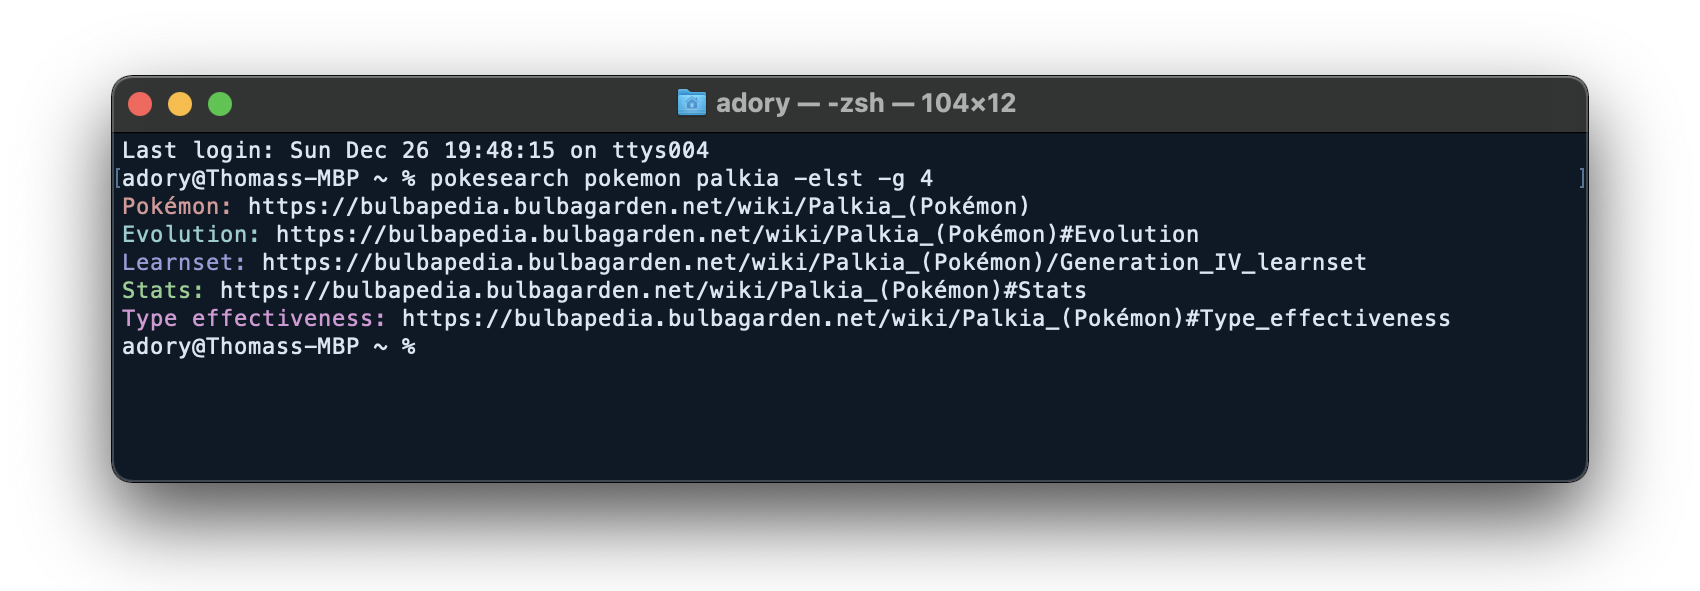 adory — -zsh — 104×12
Last login: Sun Dec 26 19:48:15 on ttys004
[adory@Thomass-MBP ~ % pokesearch pokemon palkia -elst -g 4 ]
Pokémon: https://bulbapedia.bulbagarden.net/wiki/Palkia_(Pokémon)
Evolution: https://bulbapedia.bulbagarden.net/wiki/Palkia_(Pokémon)#Evolution
Learnset: https://bulbapedia.bulbagarden.net/wiki/Palkia_(Pokémon)/Generation_IV_learnset
Stats: https://bulbapedia.bulbagarden.net/wiki/Palkia_(Pokémon)#Stats
Type effectiveness: https://bulbapedia.bulbagarden.net/wiki/Palkia_(Pokémon)#Type_effectiveness
adory@Thomass-MBP ~ %